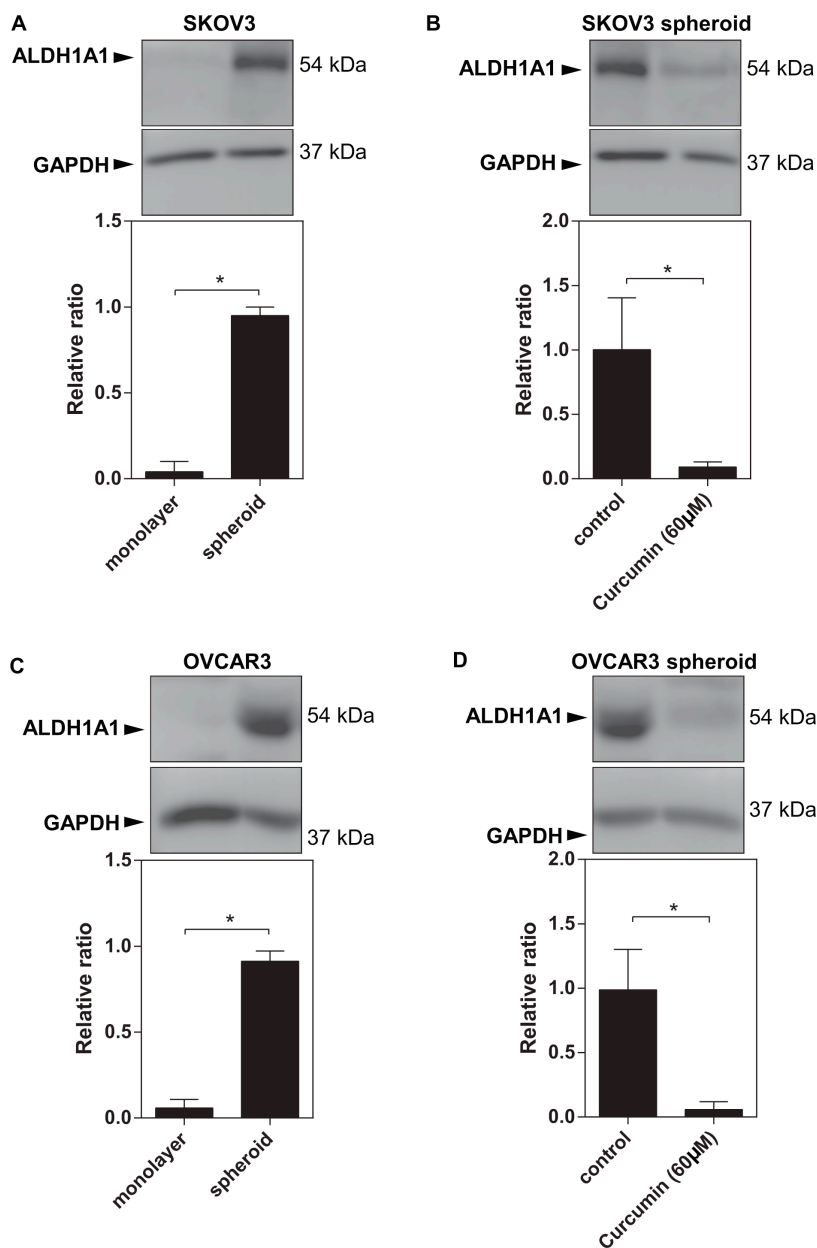 A
SKOV3
ALDH1A1
54 kDa
GAPDH
37 kDa
1.5
1.0
0.5
0.0
Relative ratio
*
monolayer
spheroid
B
SKOV3 spheroid
ALDH1A1
54 kDa
GAPDH
37 kDa
2.0
1.5
1.0
0.5
0.0
Relative ratio
*
control
Curcumin (60μM)
C
OVCAR3
ALDH1A1
54 kDa
GAPDH
37 kDa
1.5
1.0
0.5
0.0
Relative ratio
*
monolayer
spheroid
D
OVCAR3 spheroid
ALDH1A1
54 kDa
GAPDH
37 kDa
2.0
1.5
1.0
0.5
0.0
Relative ratio
*
control
Curcumin (60μM)